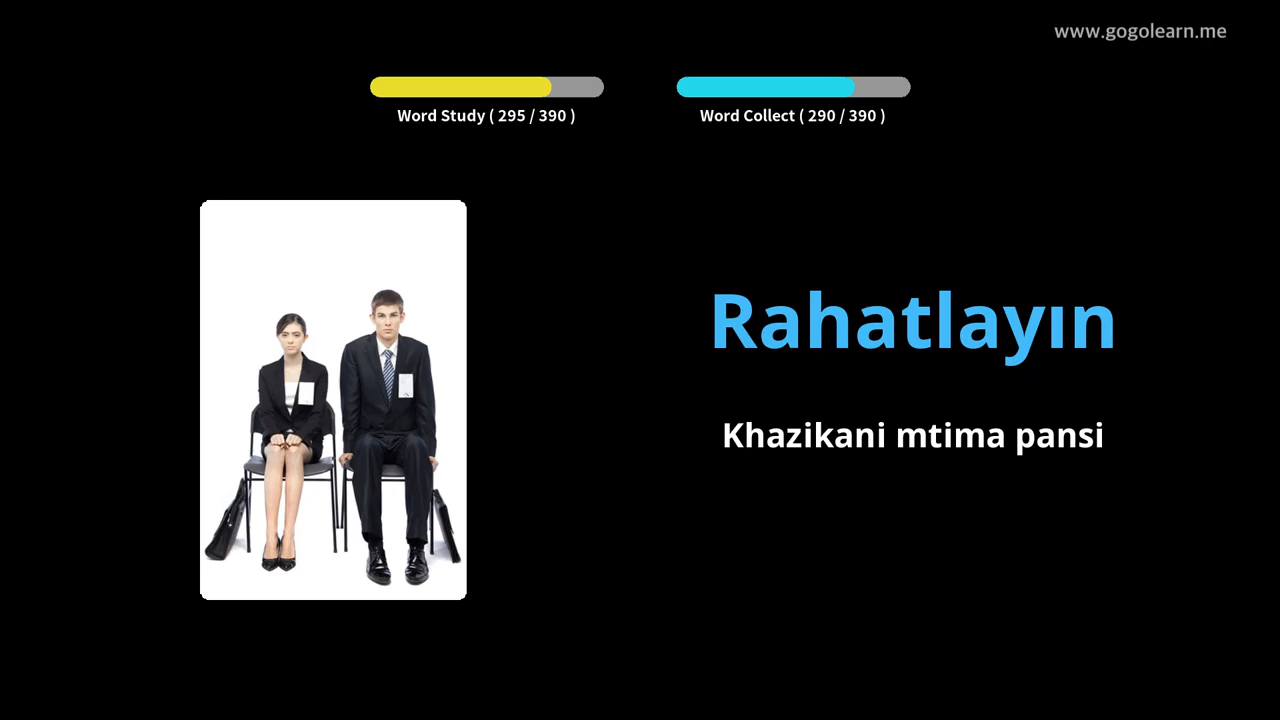 www.gogolearn.me
Word Study ( 295 / 390 )
Word Collect ( 290 / 390 )
Rahatlayın
Khazikani mtima pansi